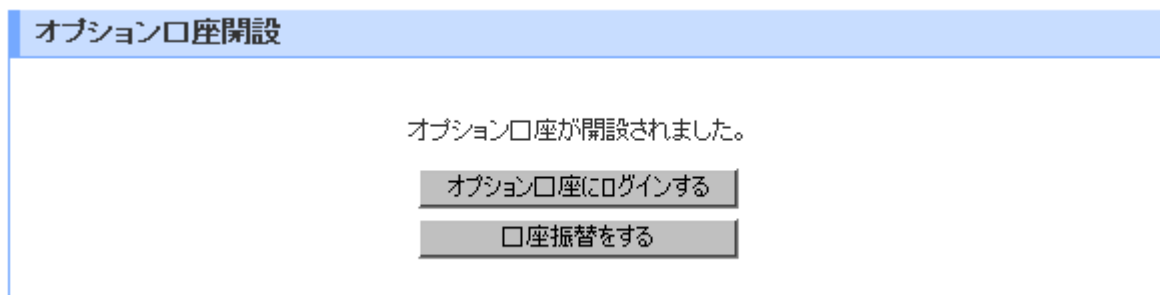 オプション口座開設
オプション口座が開設されました。
オプション口座にログインする
口座振替をする